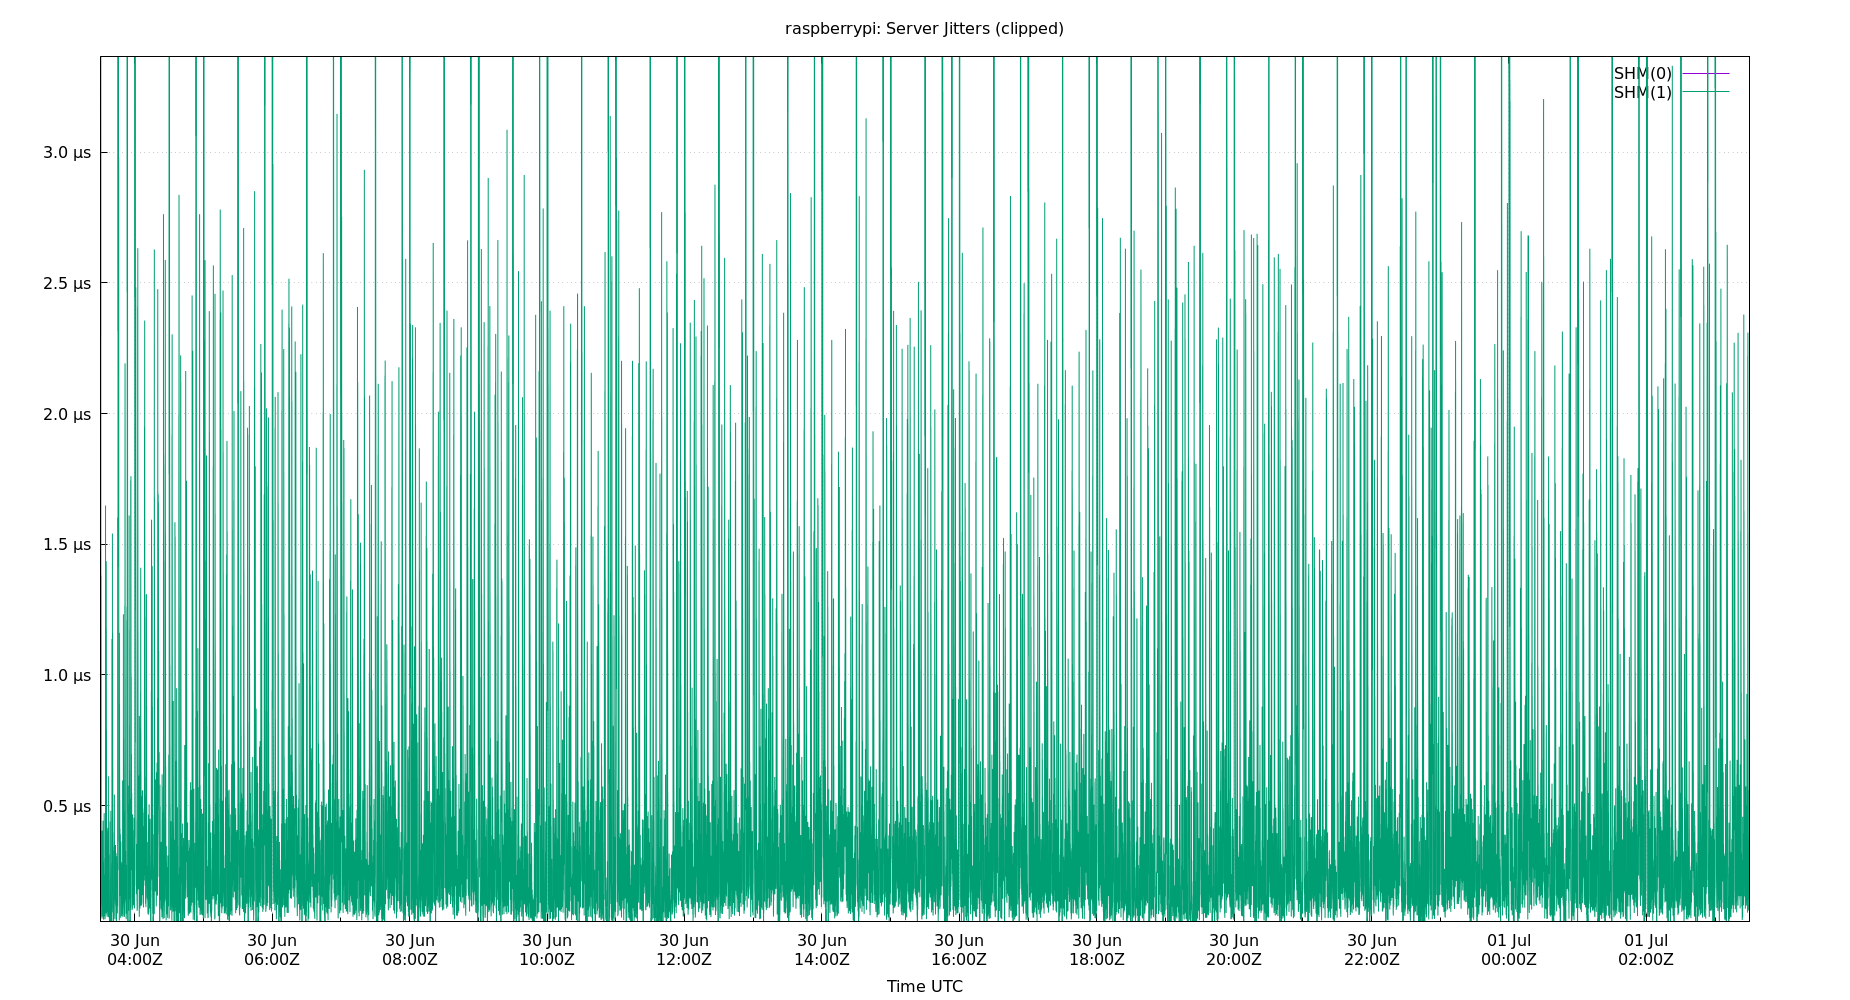 raspberrypi: Server Jitters (clipped)
SHM(0)
SHM(1)
3.0 µs
2.5 µs
2.0 µs
1.5 µs
1.0 µs
0.5 µs
30 Jun 30 Jun 30 Jun 30 Jun 30 Jun 30 Jun 30 Jun 30 Jun 30 Jun 30 Jun 01 Jul 01 Jul
04:00Z 06:00Z 08:00Z 10:00Z 12:00Z 14:00Z 16:00Z 18:00Z 20:00Z 22:00Z 00:00Z 02:00Z
Time UTC